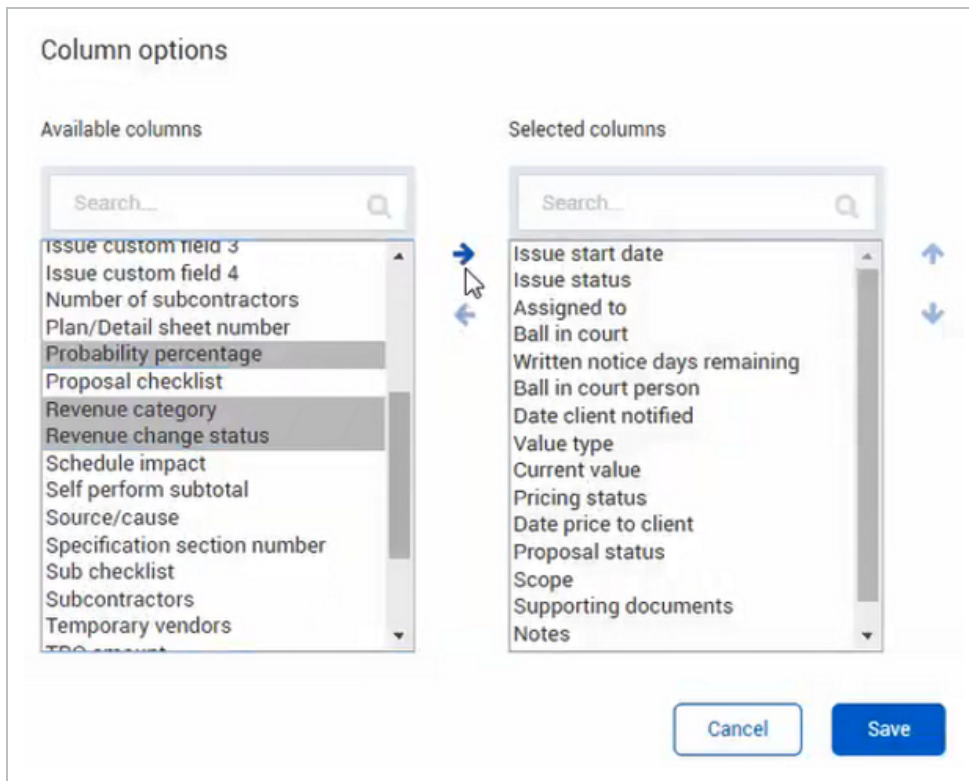 Column options
Available columns
Search...
Issue custom field 3
Issue custom field 4
Number of subcontractors
Plan/Detail sheet number
Probability percentage
Proposal checklist
Revenue category
Revenue change status
Schedule impact
Self perform subtotal
Source/cause
Specification section number
Sub checklist
Subcontractors
Temporary vendors
Selected columns
Search...
Issue start date
Issue status
Assigned to
Ball in court
Written notice days remaining
Ball in court person
Date client notified
Value type
Current value
Pricing status
Date price to client
Proposal status
Scope
Supporting documents
Notes
Cancel
Save